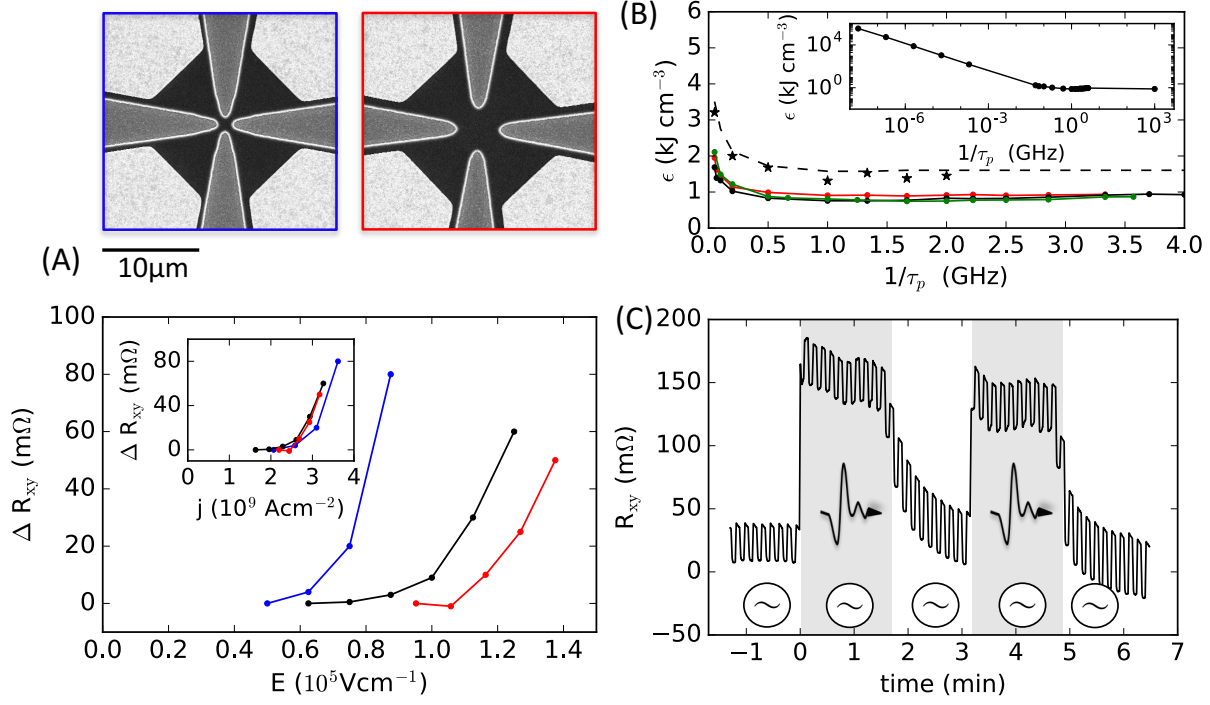 (A)
10μm
100
80
60
40
20
0
Δ R_xy (mΩ)
0.0 0.2 0.4 0.6 0.8 1.0 1.2 1.4
E (10⁵Vcm⁻¹)
80
40
0
Δ R_xy (mΩ)
0 1 2 3 4
j (10⁹ Acm⁻²)
(B)
6
5
4
3
2
1
0
ϵ (kJ cm⁻³)
0.0 0.5 1.0 1.5 2.0 2.5 3.0 3.5 4.0
1/τ_p (GHz)
10⁴
10⁰
ϵ (kJ cm⁻³)
10⁻⁶ 10⁻³ 10⁰ 10³
1/τ_p (GHz)
(C)
200
150
100
50
0
−50
R_xy (mΩ)
∼ ∼ ∼ ∼ ∼
−1 0 1 2 3 4 5 6 7
time (min)